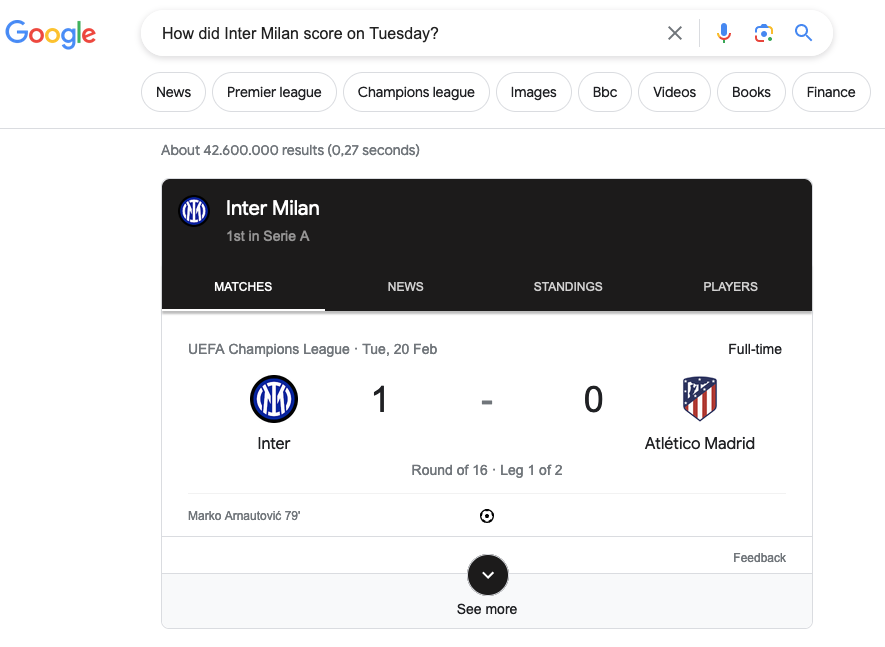 Google
How did Inter Milan score on Tuesday?
News Premier league Champions league Images Bbc Videos Books Finance
About 42.600.000 results (0,27 seconds)
Inter Milan
1st in Serie A
MATCHES NEWS STANDINGS PLAYERS
UEFA Champions League · Tue, 20 Feb Full-time
1 - 0
Inter Atlético Madrid
Round of 16 · Leg 1 of 2
Marko Arnautović 79'
Feedback
See more